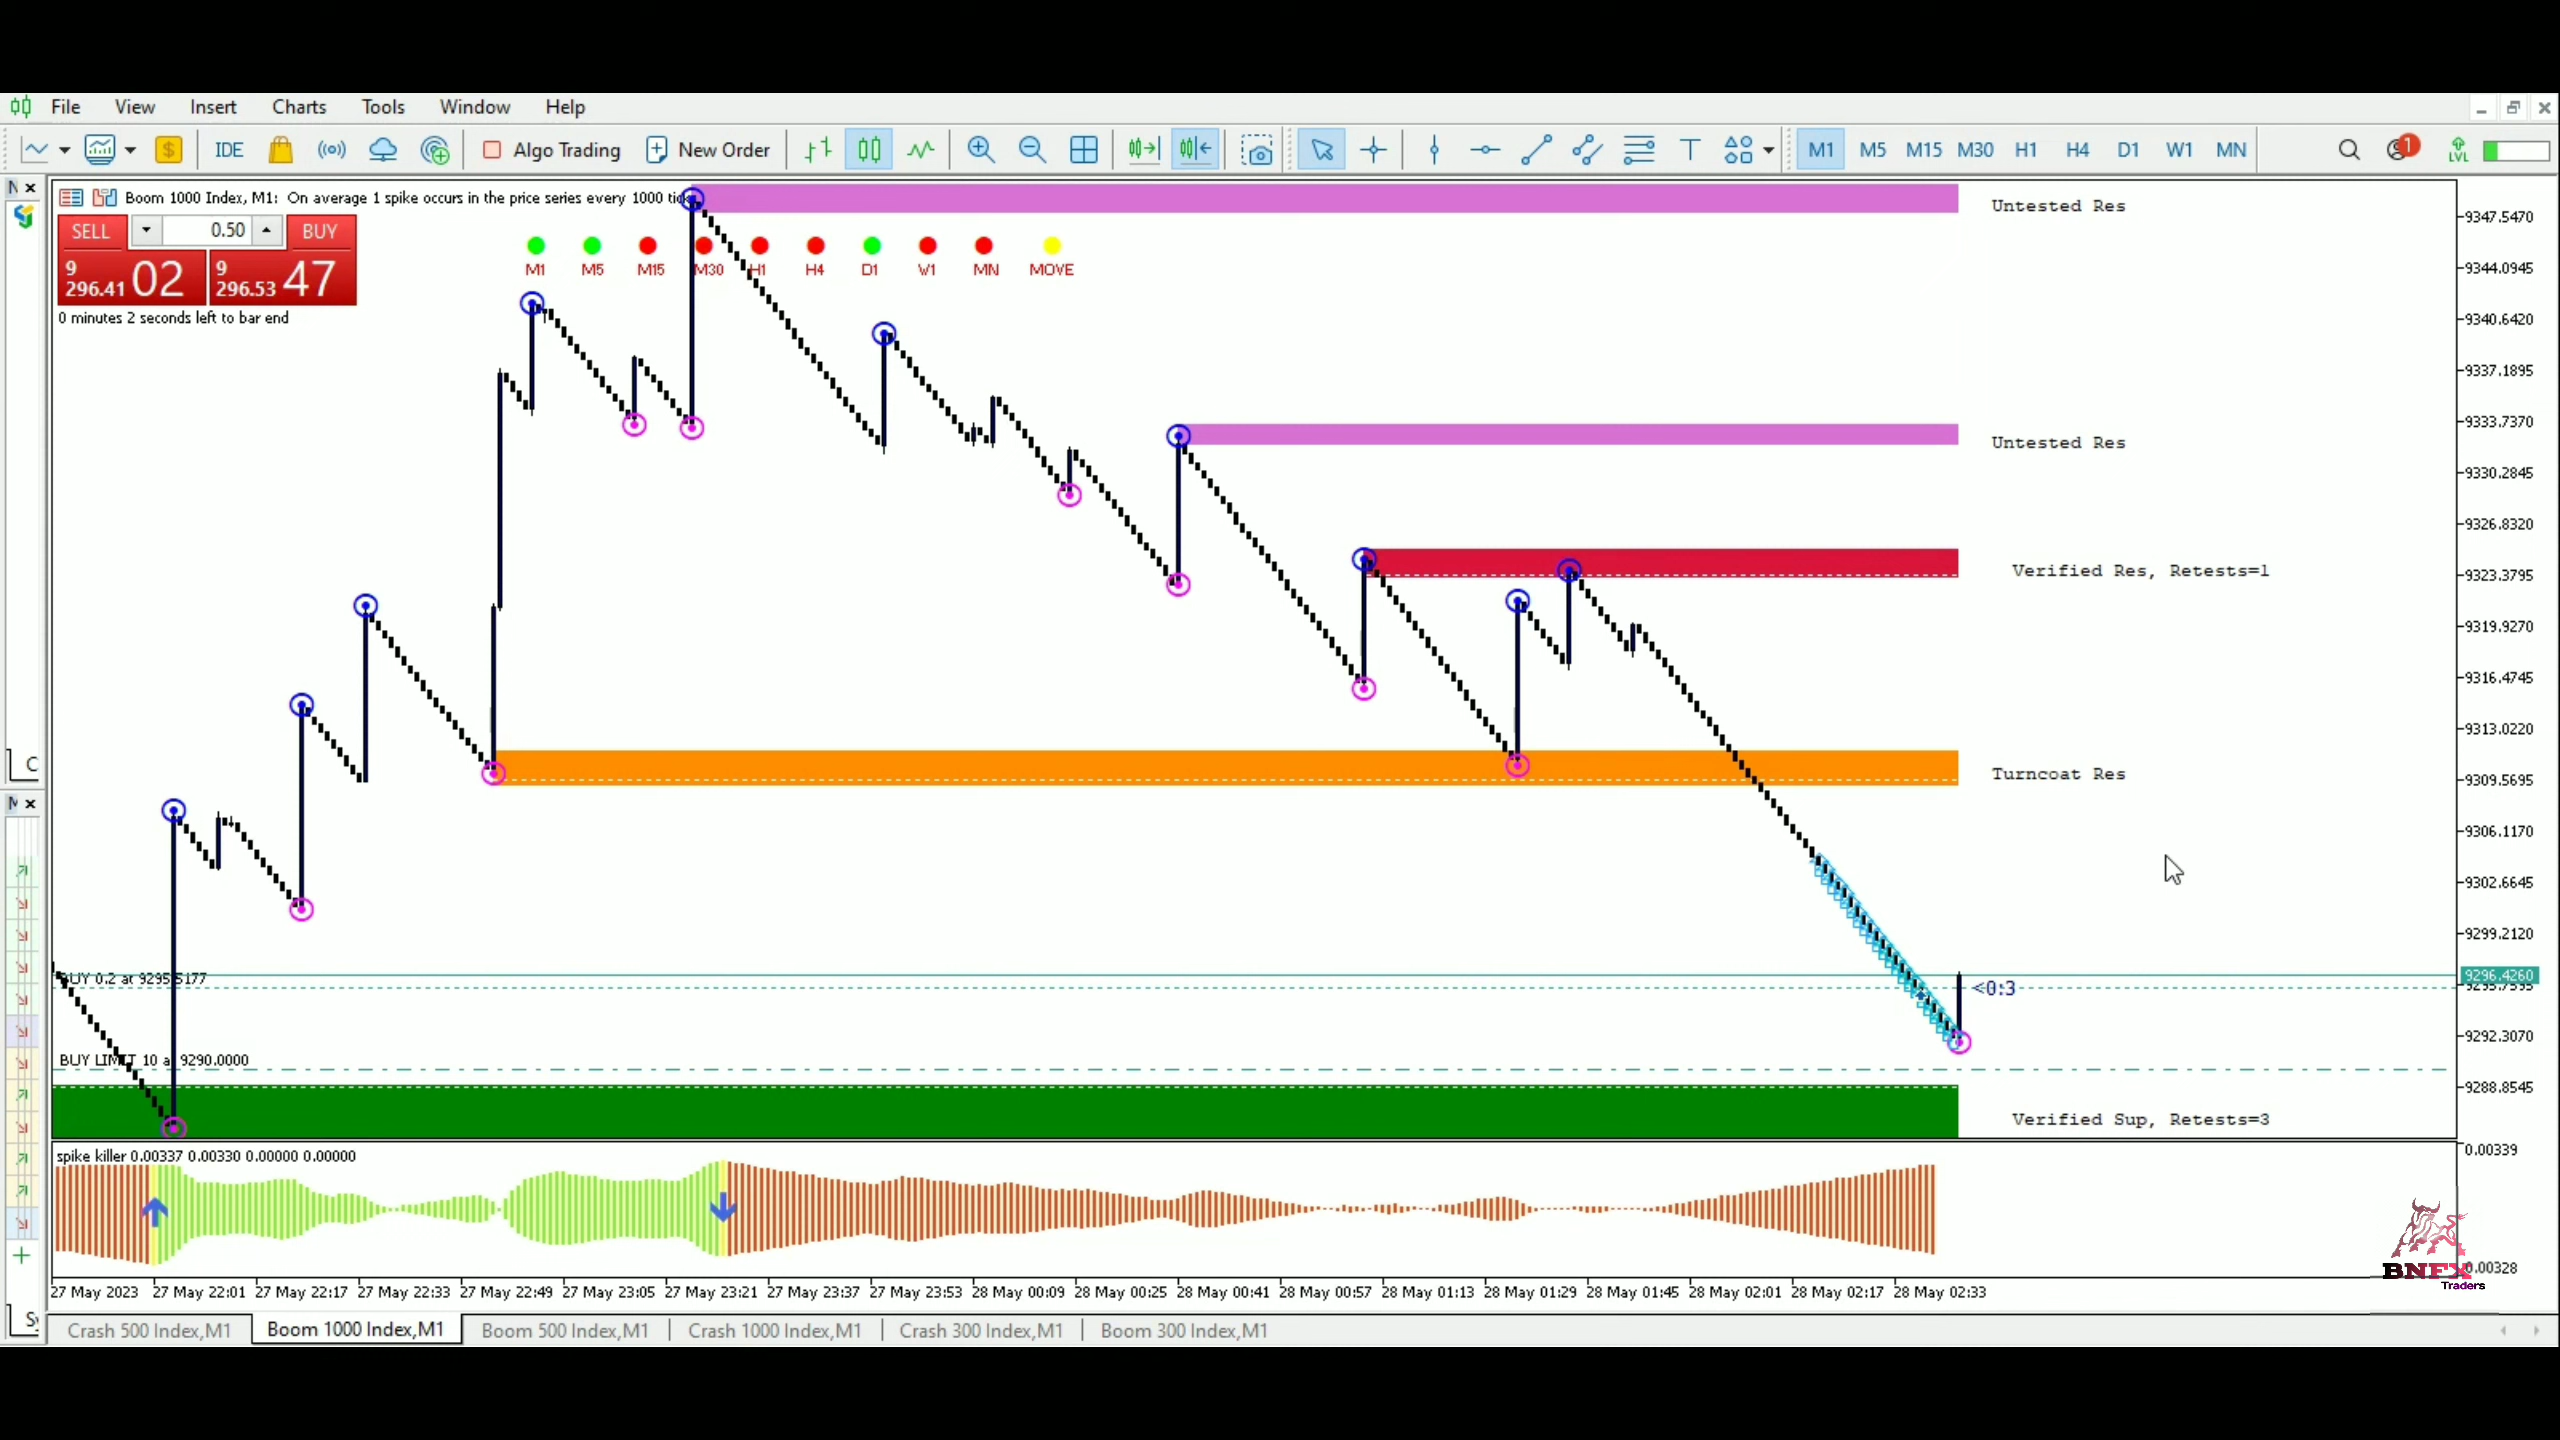 File View Insert Charts Tools Window Help
IDE Algo Trading New Order M1 M5 M15 M30 H1 H4 D1 W1 MN 1 LVL
Boom 1000 Index, M1: On average 1 spike occurs in the price series every 1000
SELL 0.50 BUY
9 296.41 02 9 296.53 47
0 minutes 2 seconds left to bar end
M1 M5 M15 M30 H1 H4 D1 W1 MN MOVE
Untested Res
Untested Res
Verified Res, Retests=1
Turncoat Res
<0:3
BUY 0.2 at
BUY LIMIT 10 9290.0000
Verified Sup, Retests=3
9347.5470
9344.0945
9340.6420
9337.1895
9333.7370
9330.2845
9326.8320
9323.3795
9319.9270
9316.4745
9313.0220
9309.5695
9306.1170
9302.6645
9299.2120
9296.4260
9292.3070
9288.8545
spike killer 0.00337 0.00330 0.00000 0.00000
0.00339
0.00328
BNFX
Traders
27 May 2023 27 May 22:01 27 May 22:17 27 May 22:33 27 May 22:49 27 May 23:05 27 May 23:21 27 May 23:37 27 May 23:53 28 May 00:09 28 May 00:25 28 May 00:41 28 May 00:57 28 May 01:13 28 May 01:29 28 May 01:45 28 May 02:01 28 May 02:17 28 May 02:33
Crash 500 Index,M1 Boom 1000 Index,M1 Boom 500 Index,M1 Crash 1000 Index,M1 Crash 300 Index,M1 Boom 300 Index,M1